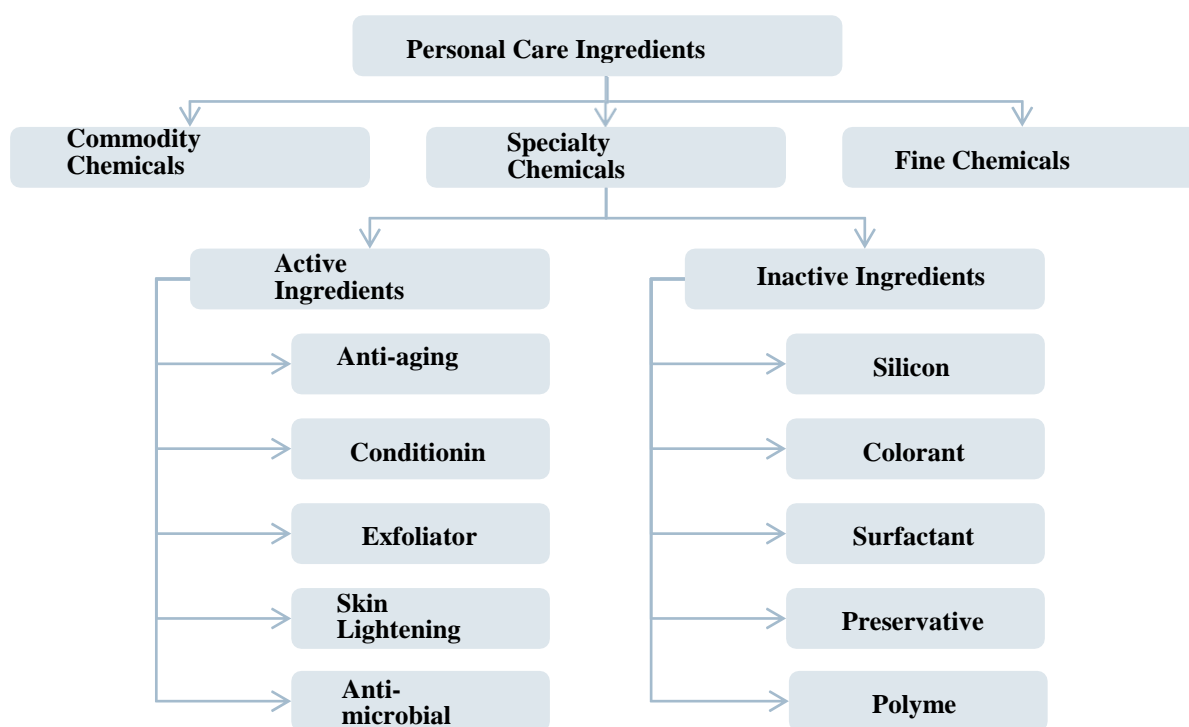 Personal Care Ingredients
Commodity
Chemicals
Specialty
Chemicals
Fine Chemicals
Active
Ingredients
Inactive Ingredients
Anti-aging
Silicon
Conditionin
Colorant
Exfoliator
Surfactant
Skin
Lightening
Preservative
Anti-
microbial
Polyme